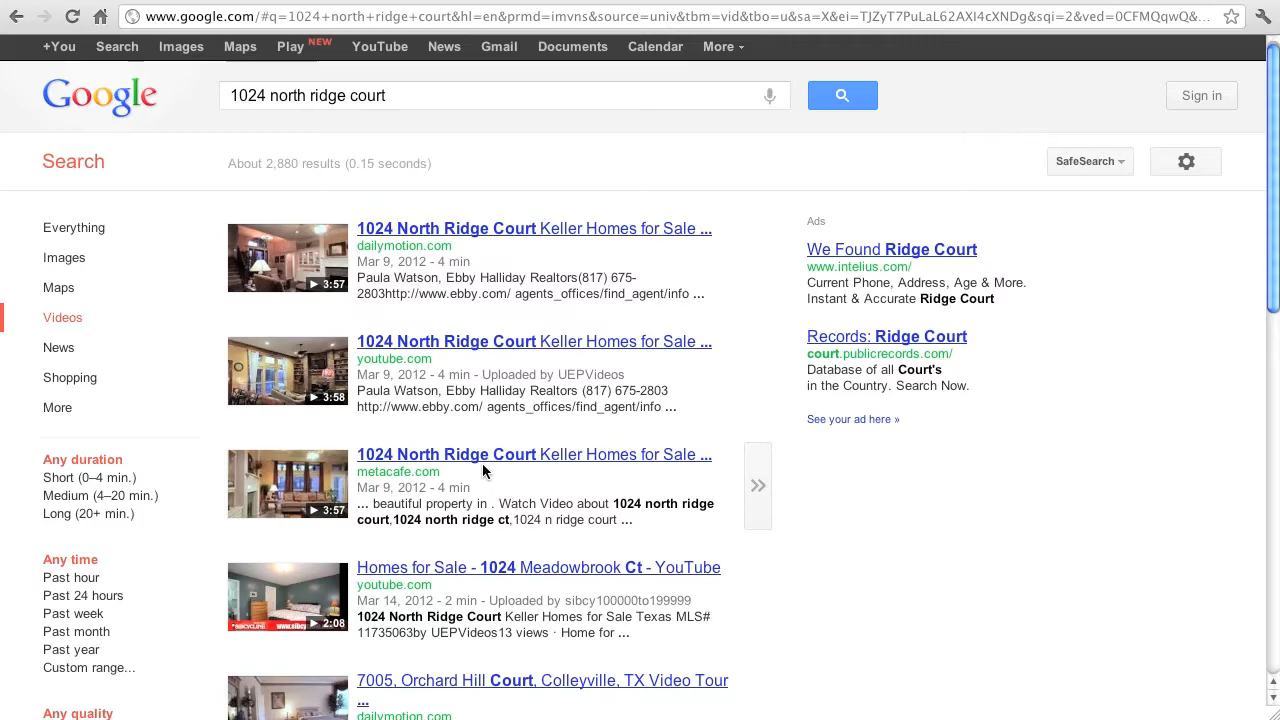 www.google.com/#q=1024+north+ridge+court&hl=en&prmd=imvns&source=univ&tbm=vid&tbo=u&sa=X&ei=TJZyT7PuLaL62AXI4cXNDg&sqi=2&ved=0CFMQqwQ&...
+You Search Images Maps Play NEW YouTube News Gmail Documents Calendar More
Google
1024 north ridge court
Sign in
Search
About 2,880 results (0.15 seconds)
SafeSearch
Everything
Images
Maps
Videos
News
Shopping
More
Any duration
Short (0–4 min.)
Medium (4–20 min.)
Long (20+ min.)
Any time
Past hour
Past 24 hours
Past week
Past month
Past year
Custom range...
Any quality
1024 North Ridge Court Keller Homes for Sale ...
dailymotion.com
Mar 9, 2012 - 4 min
Paula Watson, Ebby Halliday Realtors(817) 675-
2803http://www.ebby.com/ agents_offices/find_agent/info ...
3:57
1024 North Ridge Court Keller Homes for Sale ...
youtube.com
Mar 9, 2012 - 4 min - Uploaded by UEPVideos
Paula Watson, Ebby Halliday Realtors (817) 675-2803
http://www.ebby.com/ agents_offices/find_agent/info ...
3:58
1024 North Ridge Court Keller Homes for Sale ...
metacafe.com
Mar 9, 2012 - 4 min
... beautiful property in . Watch Video about 1024 north ridge
court,1024 north ridge ct,1024 n ridge court ...
3:57
Homes for Sale - 1024 Meadowbrook Ct - YouTube
youtube.com
Mar 14, 2012 - 2 min - Uploaded by sibcy100000to199999
1024 North Ridge Court Keller Homes for Sale Texas MLS#
11735063by UEPVideos13 views · Home for ...
2:08
7005, Orchard Hill Court, Colleyville, TX Video Tour
...
dailymotion.com
Ads
We Found Ridge Court
www.intelius.com/
Current Phone, Address, Age & More.
Instant & Accurate Ridge Court
Records: Ridge Court
court.publicrecords.com/
Database of all Court's
in the Country. Search Now.
See your ad here »